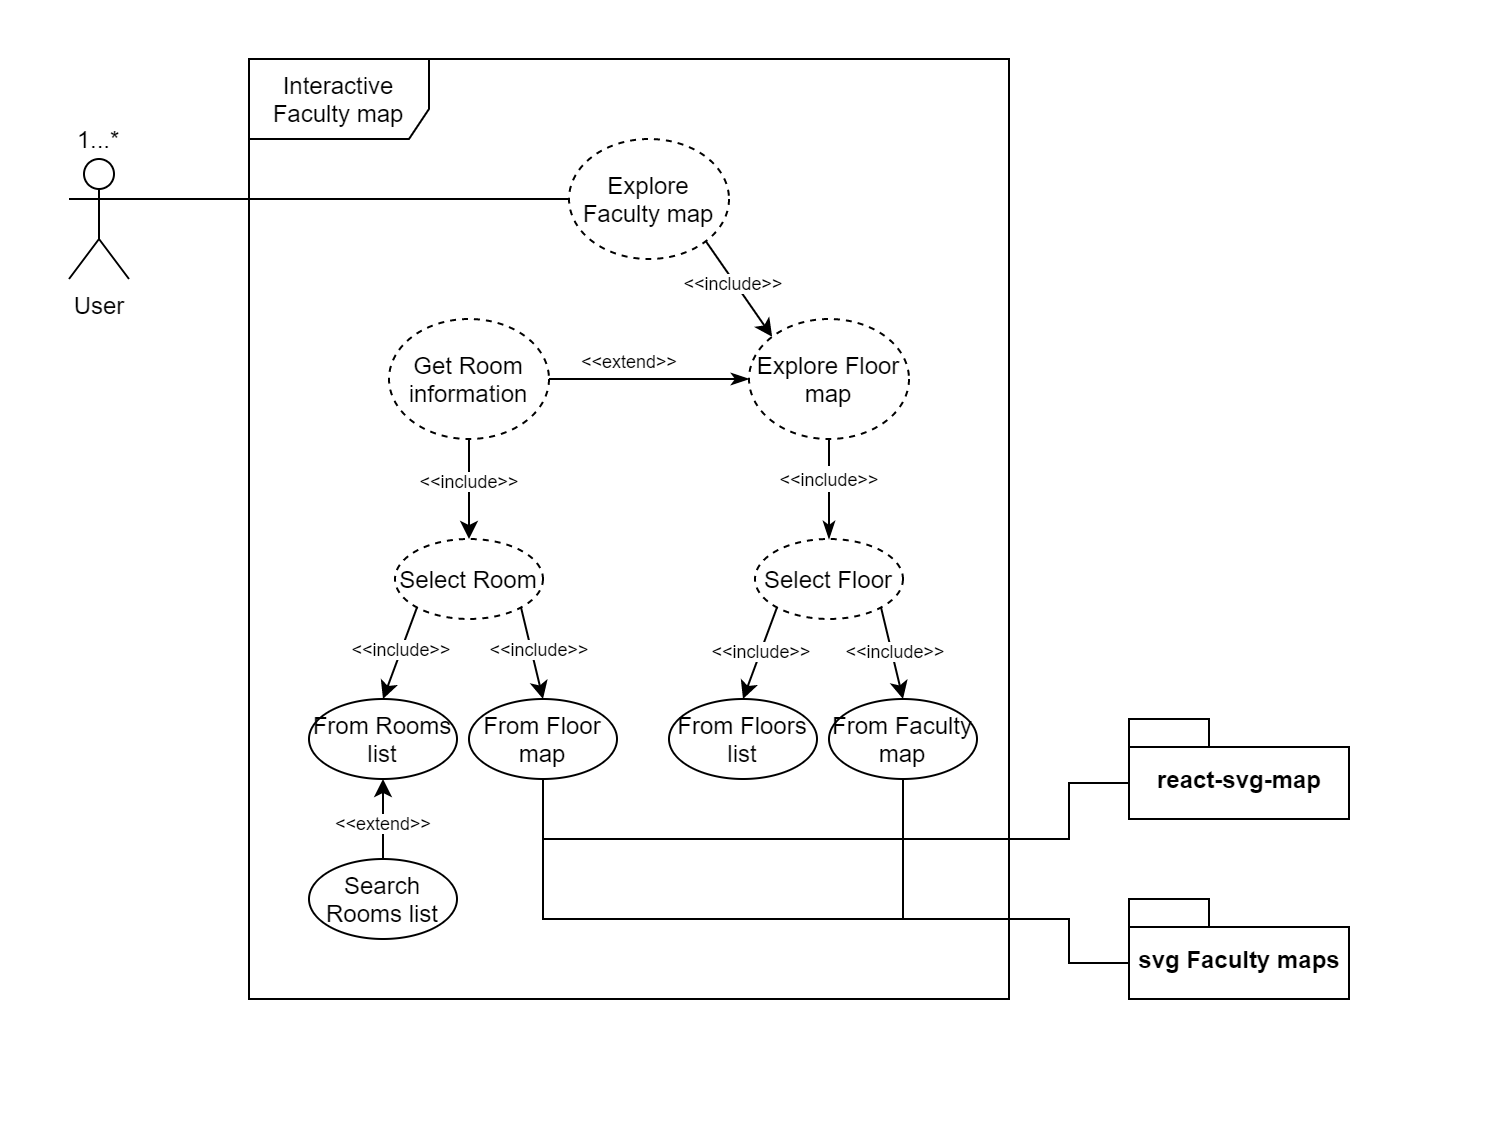 Interactive
Faculty map
1...*
User
Explore
Faculty map
<<include>>
Get Room
information
<<extend>>
Explore Floor
map
<<include>>
<<include>>
Select Room
Select Floor
<<include>>
<<include>>
<<include>>
<<include>>
From Rooms
list
From Floor
map
From Floors
list
From Faculty
map
react-svg-map
<<extend>>
Search
Rooms list
svg Faculty maps